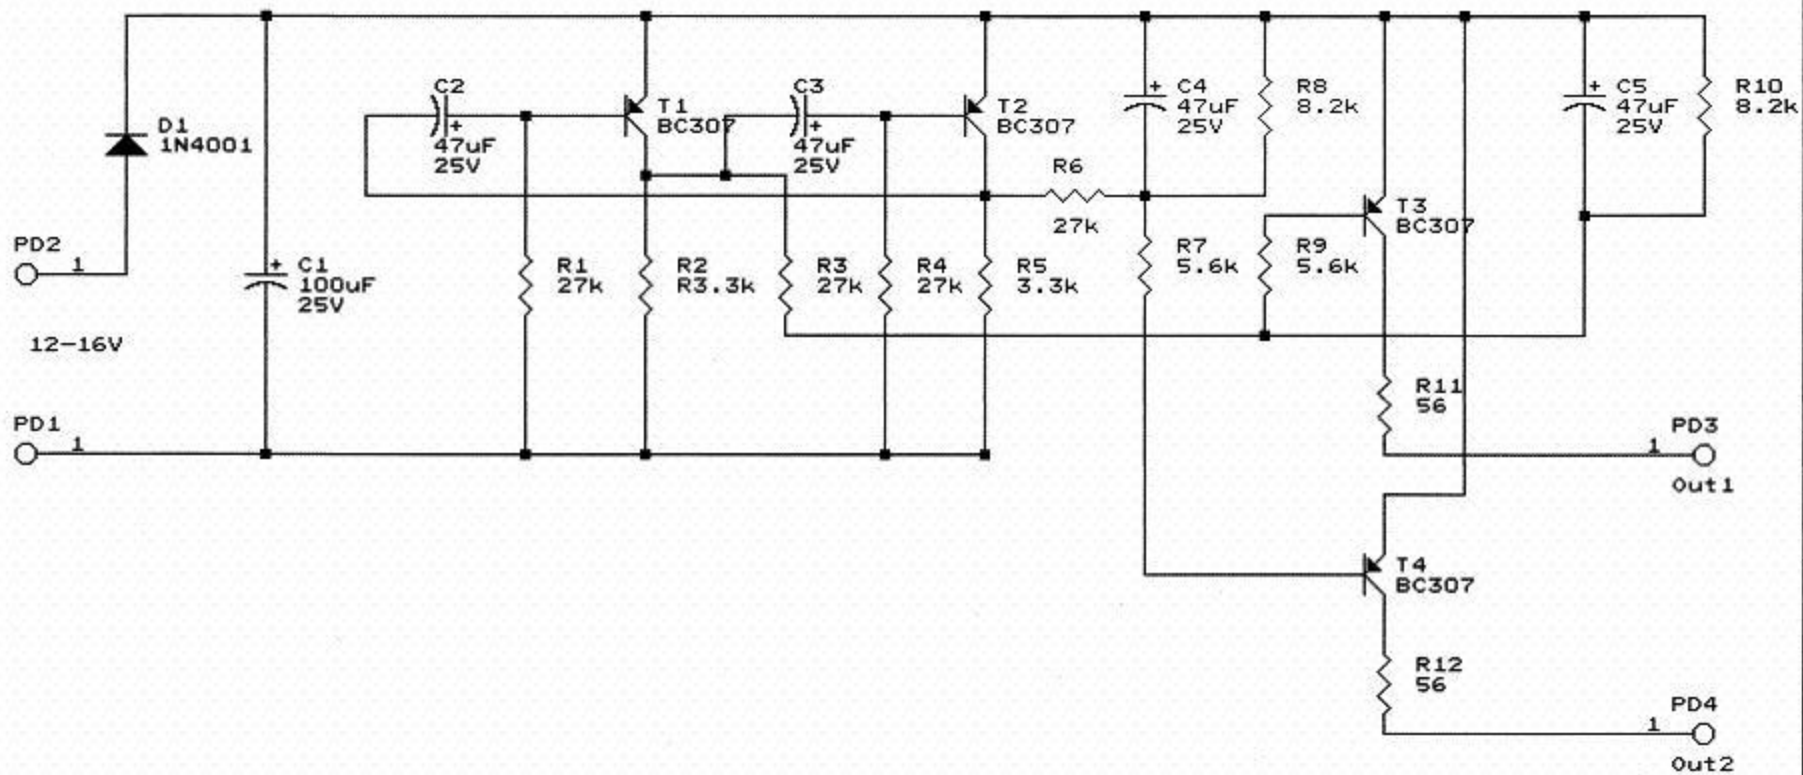 C2
47uF
25V
T1
BC307
C3
47uF
25V
T2
BC307
C4
47uF
25V
R8
8.2k
C5
47uF
25V
R10
8.2k
D1
1N4001
R6
27k
T3
BC307
PD2
1
C1
100uF
25V
R1
27k
R2
R3.3k
R3
27k
R4
27k
R5
3.3k
R7
5.6k
R9
5.6k
12-16V
R11
56
PD1
1
PD3
1
Out1
T4
BC307
R12
56
PD4
1
Out2